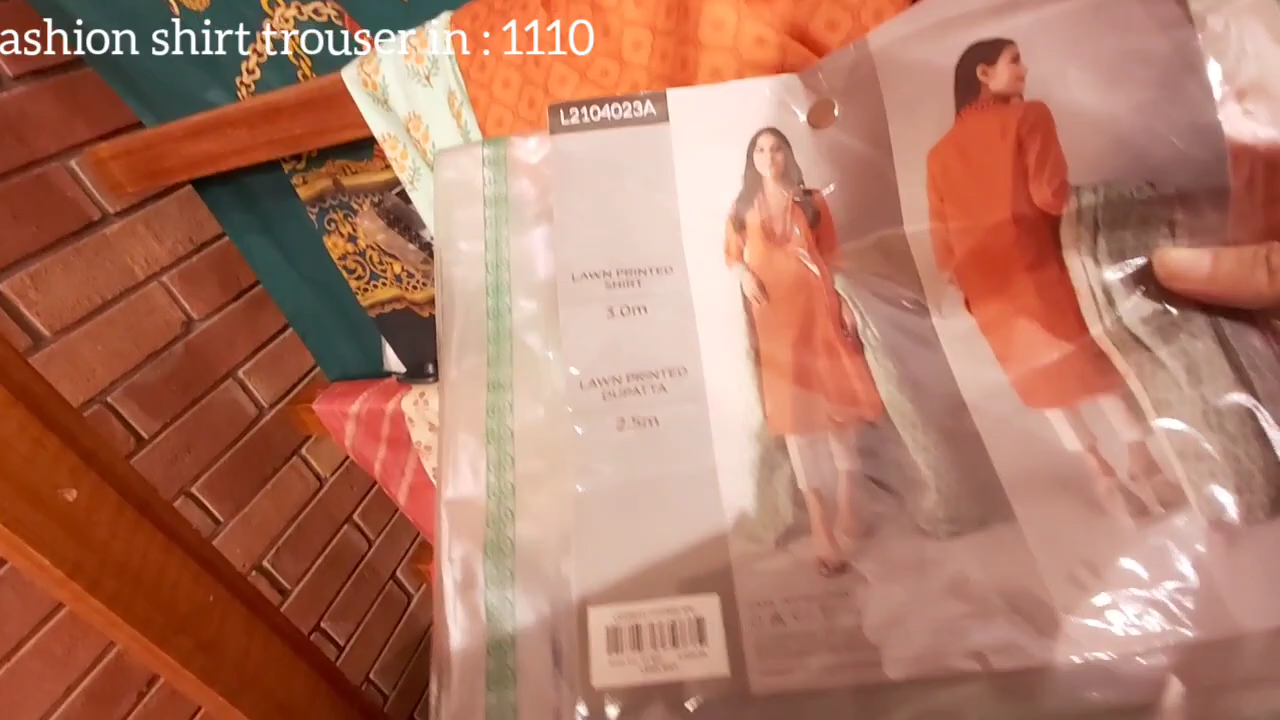 ashion shirt trouser in : 1110
L2104023A
LAWN PRINTED
SHIRT
3.0m
LAWN PRINTED
DUPATTA
2.5m